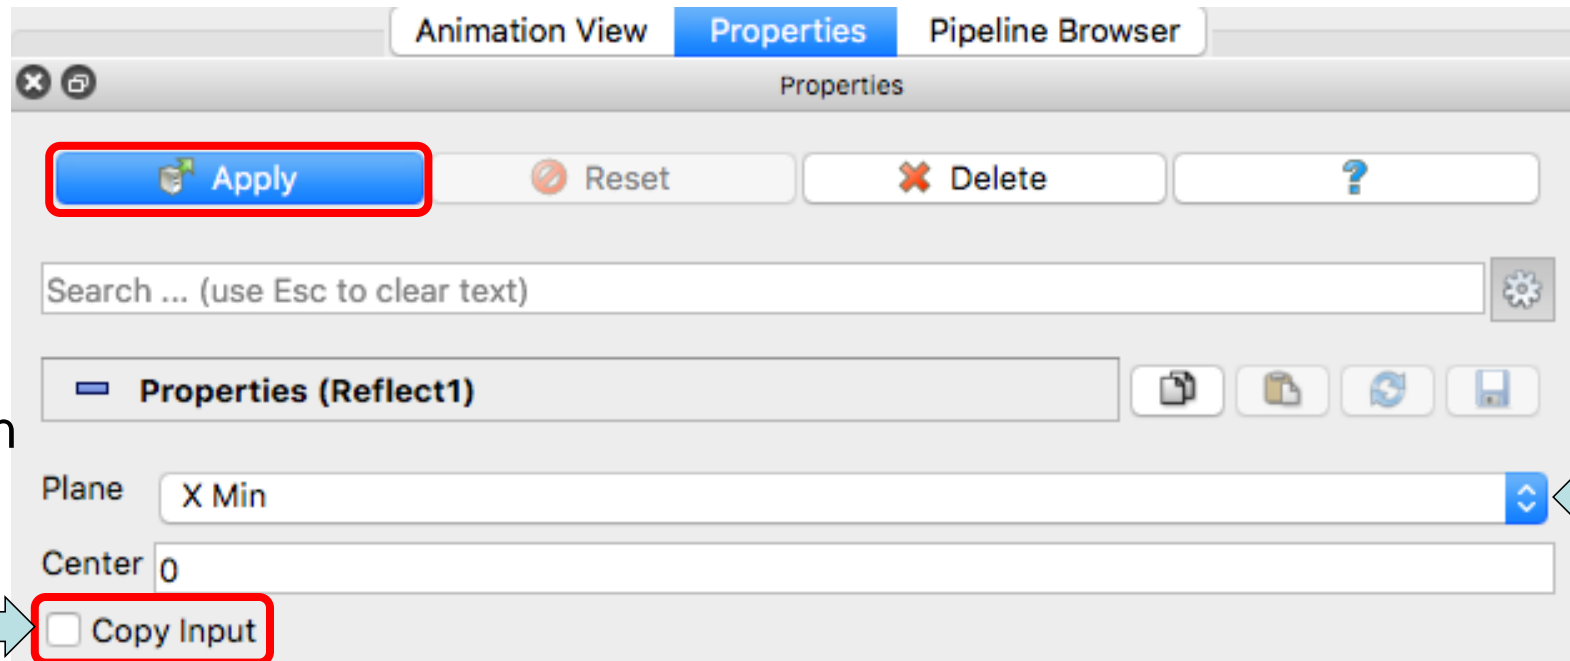 Animation View Properties Pipeline Browser
Properties
Apply Reset Delete ?
Search ... (use Esc to clear text)
Properties (Reflect1)
n
Plane X Min
Center 0
Copy Input